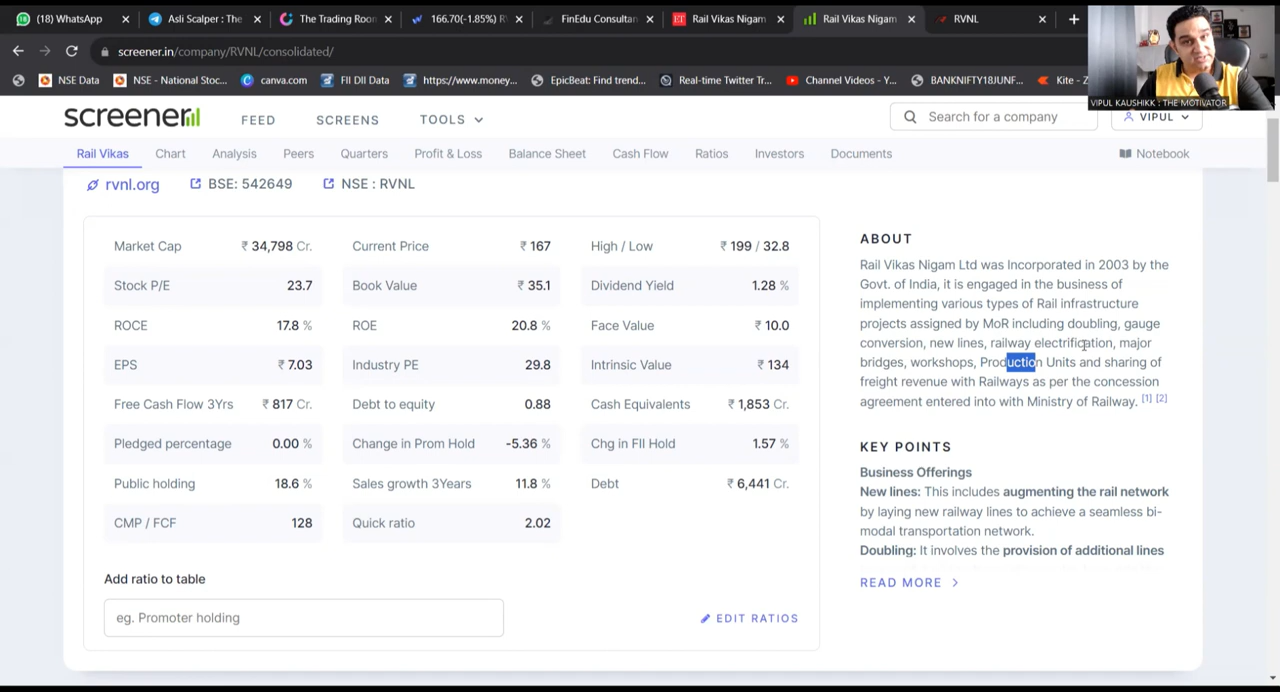 (18) WhatsApp
Asli Scalper : The
The Trading Roon
166.70(-1.85%) R
FinEdu Consultan
ET Rail Vikas Nigam
Rail Vikas Nigam
RVNL
screener.in/company/RVNL/consolidated/
NSE Data
NSE - National Stoc...
canva.com
FII DII Data
https://www.money...
EpicBeat: Find trend...
Real-time Twitter Tr...
Channel Videos - Y...
BANKNIFTY18JUNF...
Kite - Z
VIPUL KAUSHIKK : THE MOTIVATOR
screener
FEED
SCREENS
TOOLS
Search for a company
VIPUL
Rail Vikas
Chart
Analysis
Peers
Quarters
Profit & Loss
Balance Sheet
Cash Flow
Ratios
Investors
Documents
Notebook
rvnl.org
BSE: 542649
NSE : RVNL
Market Cap ₹ 34,798 Cr.
Current Price ₹ 167
High / Low ₹ 199 / 32.8
Stock P/E 23.7
Book Value ₹ 35.1
Dividend Yield 1.28 %
ROCE 17.8 %
ROE 20.8 %
Face Value ₹ 10.0
EPS ₹ 7.03
Industry PE 29.8
Intrinsic Value ₹ 134
Free Cash Flow 3Yrs ₹ 817 Cr.
Debt to equity 0.88
Cash Equivalents ₹ 1,853 Cr.
Pledged percentage 0.00 %
Change in Prom Hold -5.36 %
Chg in FII Hold 1.57 %
Public holding 18.6 %
Sales growth 3Years 11.8 %
Debt ₹ 6,441 Cr.
CMP / FCF 128
Quick ratio 2.02
Add ratio to table
eg. Promoter holding
EDIT RATIOS
ABOUT
Rail Vikas Nigam Ltd was Incorporated in 2003 by the
Govt. of India, it is engaged in the business of
implementing various types of Rail infrastructure
projects assigned by MoR including doubling, gauge
conversion, new lines, railway electrification, major
bridges, workshops, Production Units and sharing of
freight revenue with Railways as per the concession
agreement entered into with Ministry of Railway. [1] [2]
KEY POINTS
Business Offerings
New lines: This includes augmenting the rail network
by laying new railway lines to achieve a seamless bi-
modal transportation network.
Doubling: It involves the provision of additional lines
READ MORE